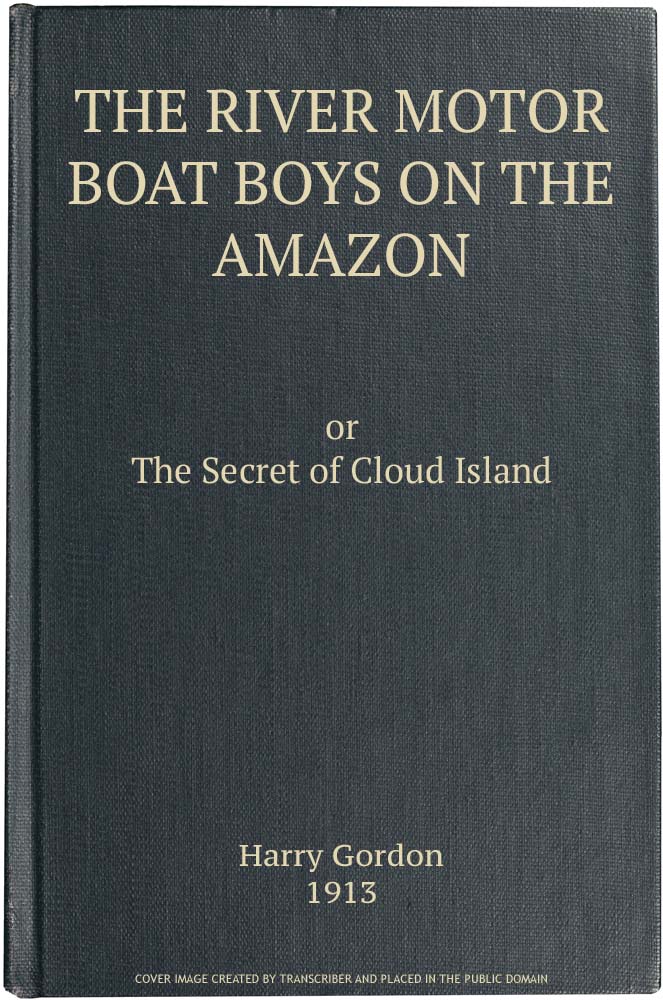 THE RIVER MOTOR
BOAT BOYS ON THE
AMAZON
or
The Secret of Cloud Island
Harry Gordon
1913
COVER IMAGE CREATED BY TRANSCRIBER AND PLACED IN THE PUBLIC DOMAIN